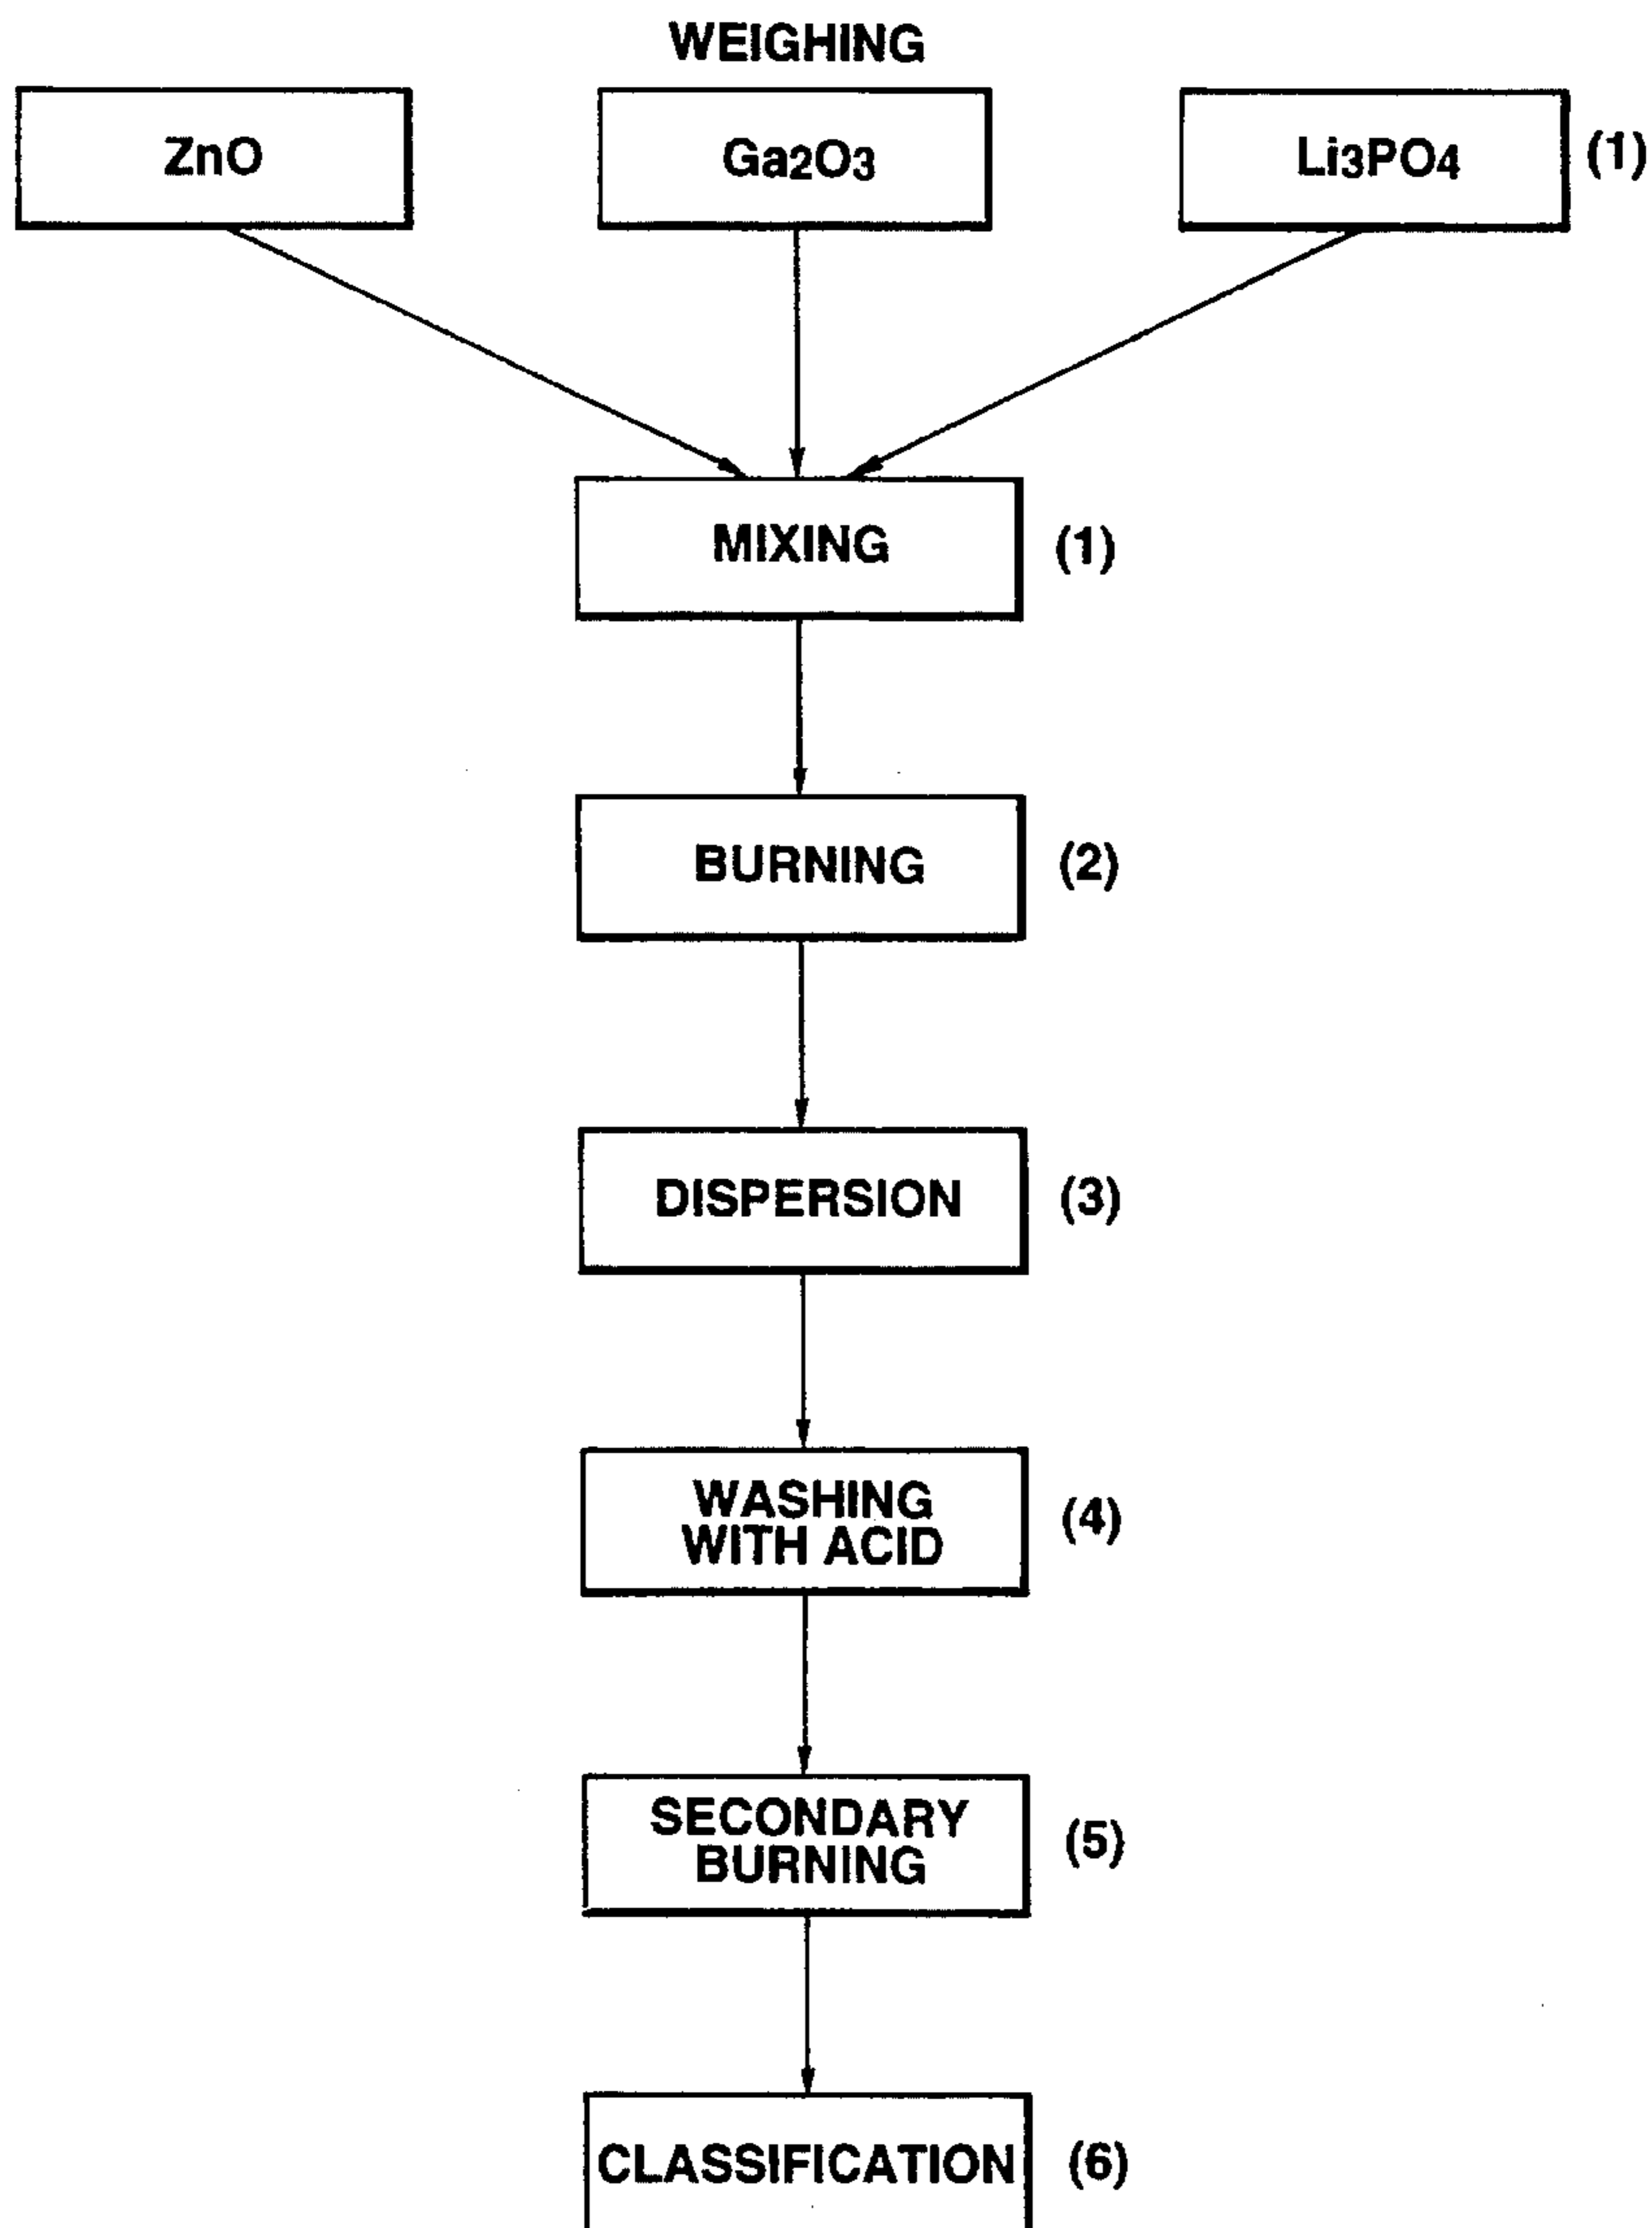 WEIGHING
ZnO
Ga2O3
Li3PO4
(1)
MIXING
(1)
BURNING
(2)
DISPERSION
(3)
WASHING
WITH ACID
(4)
SECONDARY
BURNING
(5)
CLASSIFICATION
(6)